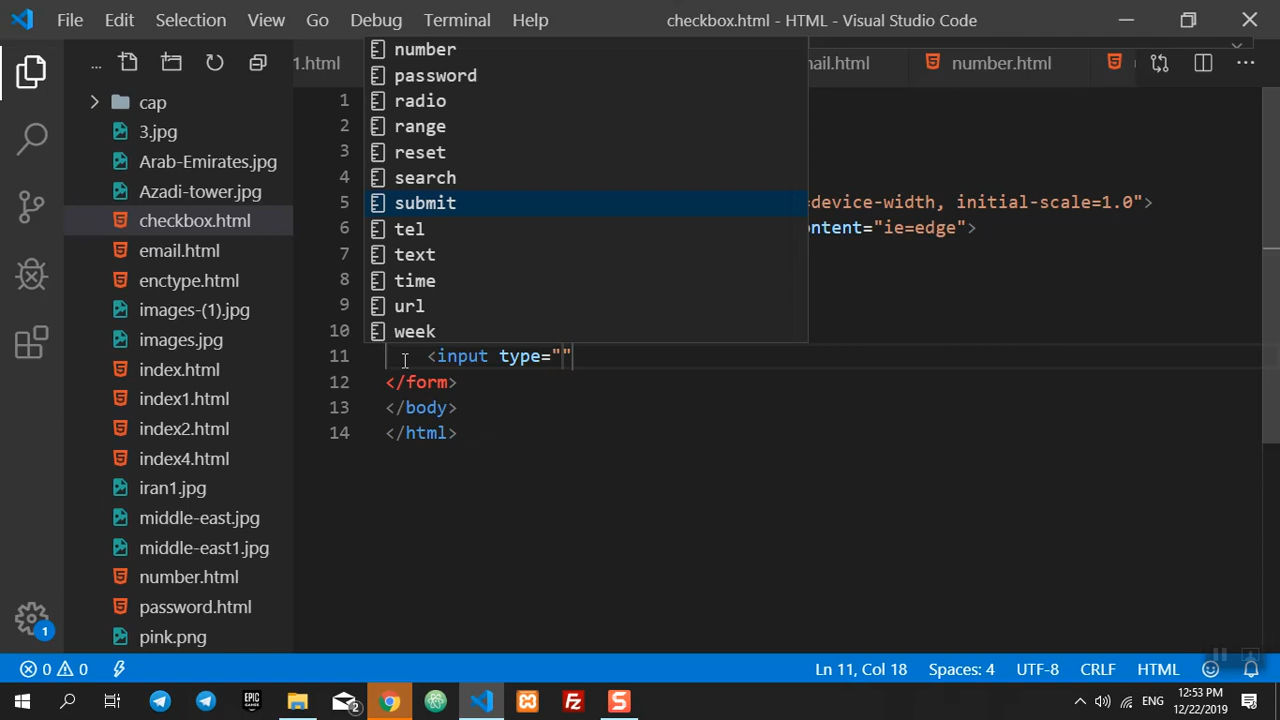 File Edit Selection View Go Debug Terminal Help checkbox.html - HTML - Visual Studio Code
... 1.html ail.html number.html ...
cap
3.jpg
Arab-Emirates.jpg
Azadi-tower.jpg
checkbox.html
email.html
enctype.html
images-(1).jpg
images.jpg
index.html
index1.html
index2.html
index4.html
iran1.jpg
middle-east.jpg
middle-east1.jpg
number.html
password.html
pink.png
number
password
radio
range
reset
search
submit
tel
text
time
url
week
1
2
3
4
5 =device-width, initial-scale=1.0">
6 ontent="ie=edge">
7
8
9
10
11 <input type=""
12 </form>
13 </body>
14 </html>
1
0 0 Ln 11, Col 18 Spaces: 4 UTF-8 CRLF HTML
EPIC GAMES 2 S ENG 12:53 PM
12/22/2019